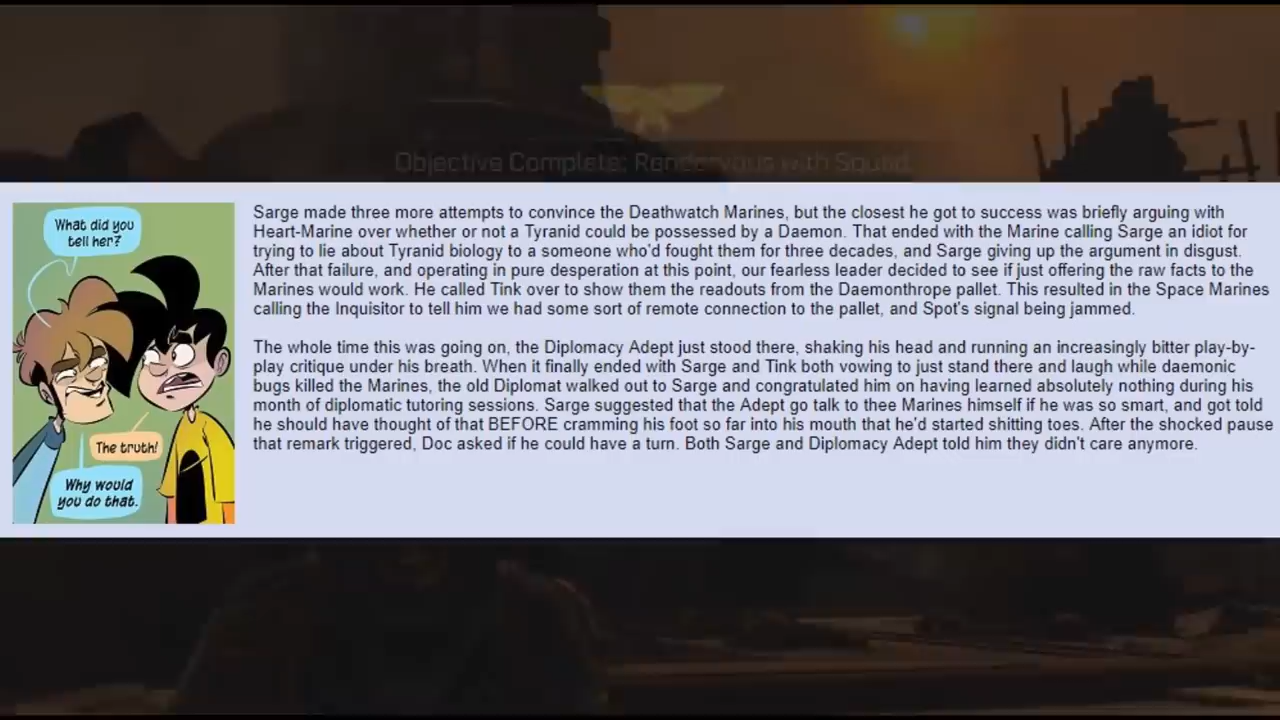 Objective Complete: Rendezvous with Squad
What did you
tell her?
The truth!
Why would
you do that.
Sarge made three more attempts to convince the Deathwatch Marines, but the closest he got to success was briefly arguing with
Heart-Marine over whether or not a Tyranid could be possessed by a Daemon. That ended with the Marine calling Sarge an idiot for
trying to lie about Tyranid biology to a someone who'd fought them for three decades, and Sarge giving up the argument in disgust.
After that failure, and operating in pure desperation at this point, our fearless leader decided to see if just offering the raw facts to the
Marines would work. He called Tink over to show them the readouts from the Daemonthrope pallet. This resulted in the Space Marines
calling the Inquisitor to tell him we had some sort of remote connection to the pallet, and Spot's signal being jammed.
The whole time this was going on, the Diplomacy Adept just stood there, shaking his head and running an increasingly bitter play-by-
play critique under his breath. When it finally ended with Sarge and Tink both vowing to just stand there and laugh while daemonic
bugs killed the Marines, the old Diplomat walked out to Sarge and congratulated him on having learned absolutely nothing during his
month of diplomatic tutoring sessions. Sarge suggested that the Adept go talk to thee Marines himself if he was so smart, and got told
he should have thought of that BEFORE cramming his foot so far into his mouth that he'd started shitting toes. After the shocked pause
that remark triggered, Doc asked if he could have a turn. Both Sarge and Diplomacy Adept told him they didn't care anymore.